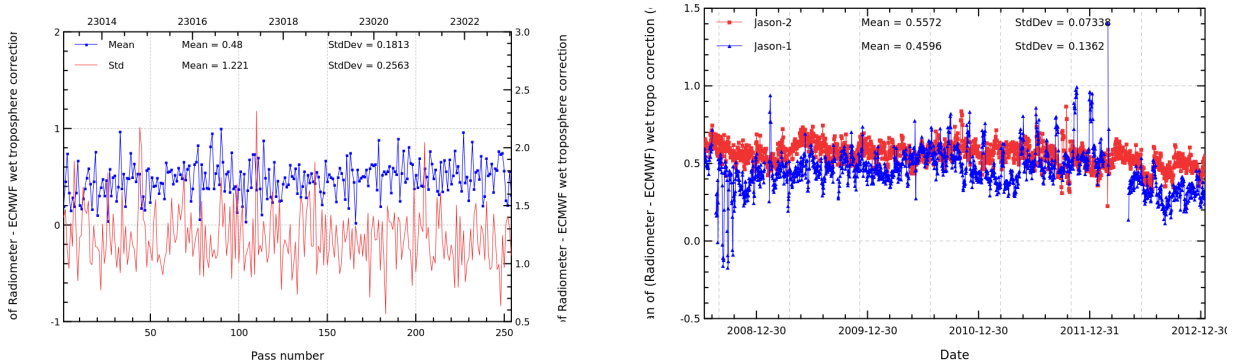 23014 23016 23018 23020 23022
2 3.0
Mean Mean = 0.48 StdDev = 0.1813
Std Mean = 1.221 StdDev = 0.2563
2.5
1 2.0
1.5
0
1.0
-1 0.5
50 100 150 200 250
Pass number
of Radiometer - ECMWF wet troposphere correction
of Radiometer - ECMWF wet troposphere correction
1.5
Jason-2 Mean = 0.5572 StdDev = 0.07338
Jason-1 Mean = 0.4596 StdDev = 0.1362
1.0
0.5
0.0
-0.5
2008-12-30 2009-12-30 2010-12-30 2011-12-31 2012-12-30
Date
an of (Radiometer - ECMWF) wet tropo correction (